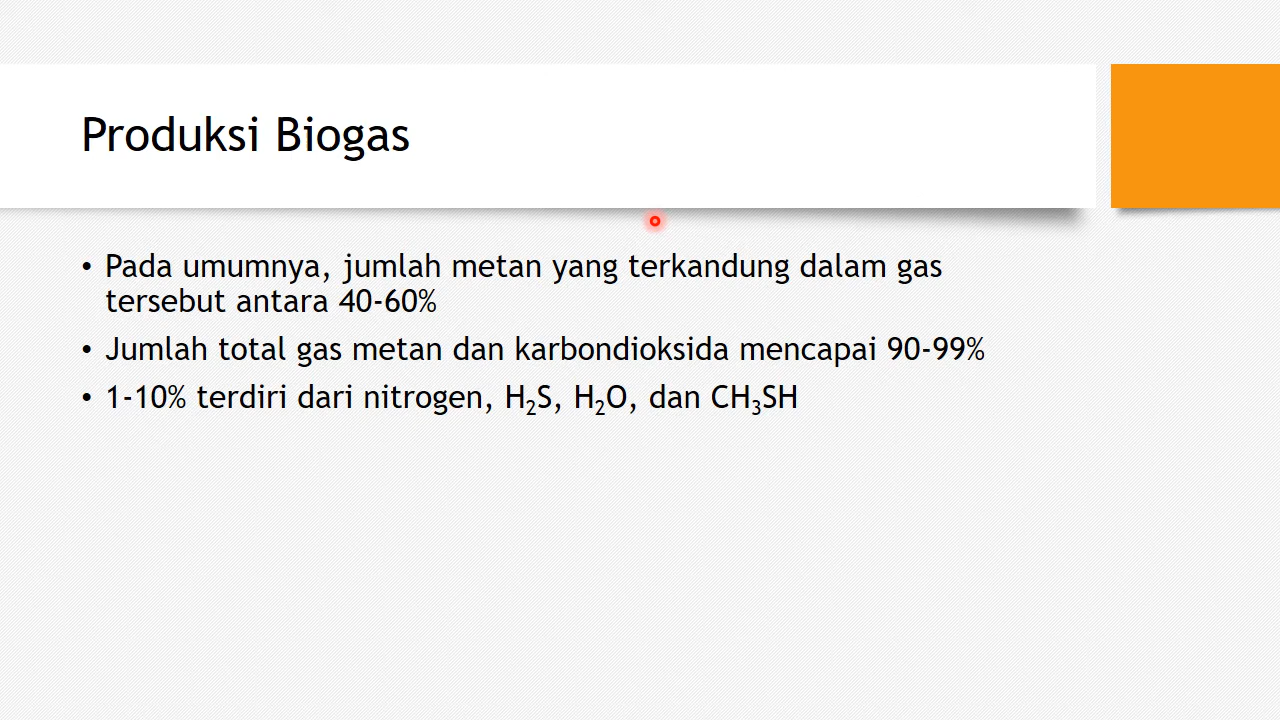 Produksi Biogas
• Pada umumnya, jumlah metan yang terkandung dalam gas
tersebut antara 40-60%
• Jumlah total gas metan dan karbondioksida mencapai 90-99%
• 1-10% terdiri dari nitrogen, H₂S, H₂O, dan CH₃SH